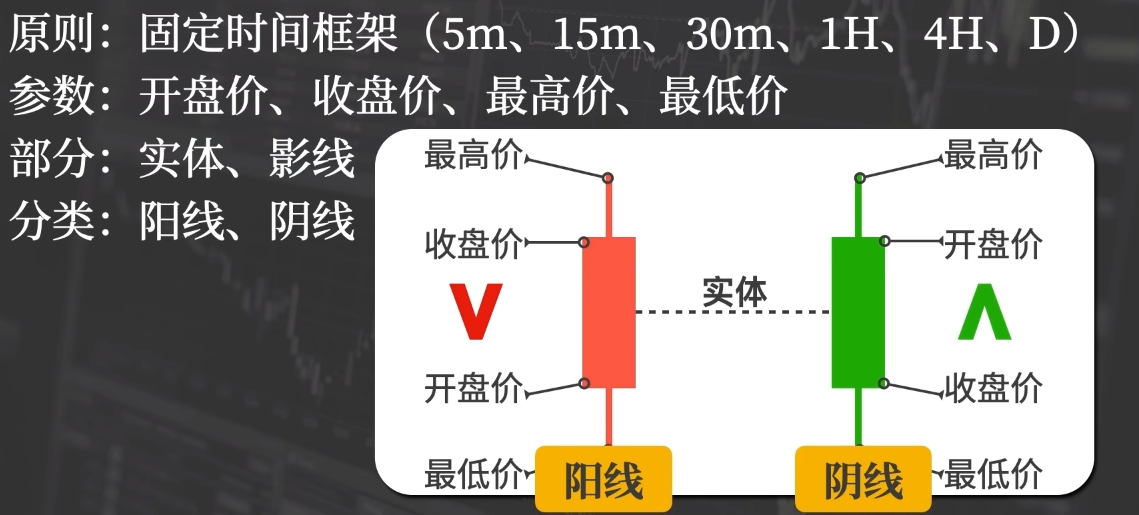 原则：固定时间框架（5m、15m、30m、1H、4H、D）
参数：开盘价、收盘价、最高价、最低价
部分：实体、影线
分类：阳线、阴线
最高价
最高价
收盘价
开盘价
实体
V
Λ
开盘价
收盘价
最低价
阳线
阴线
最低价